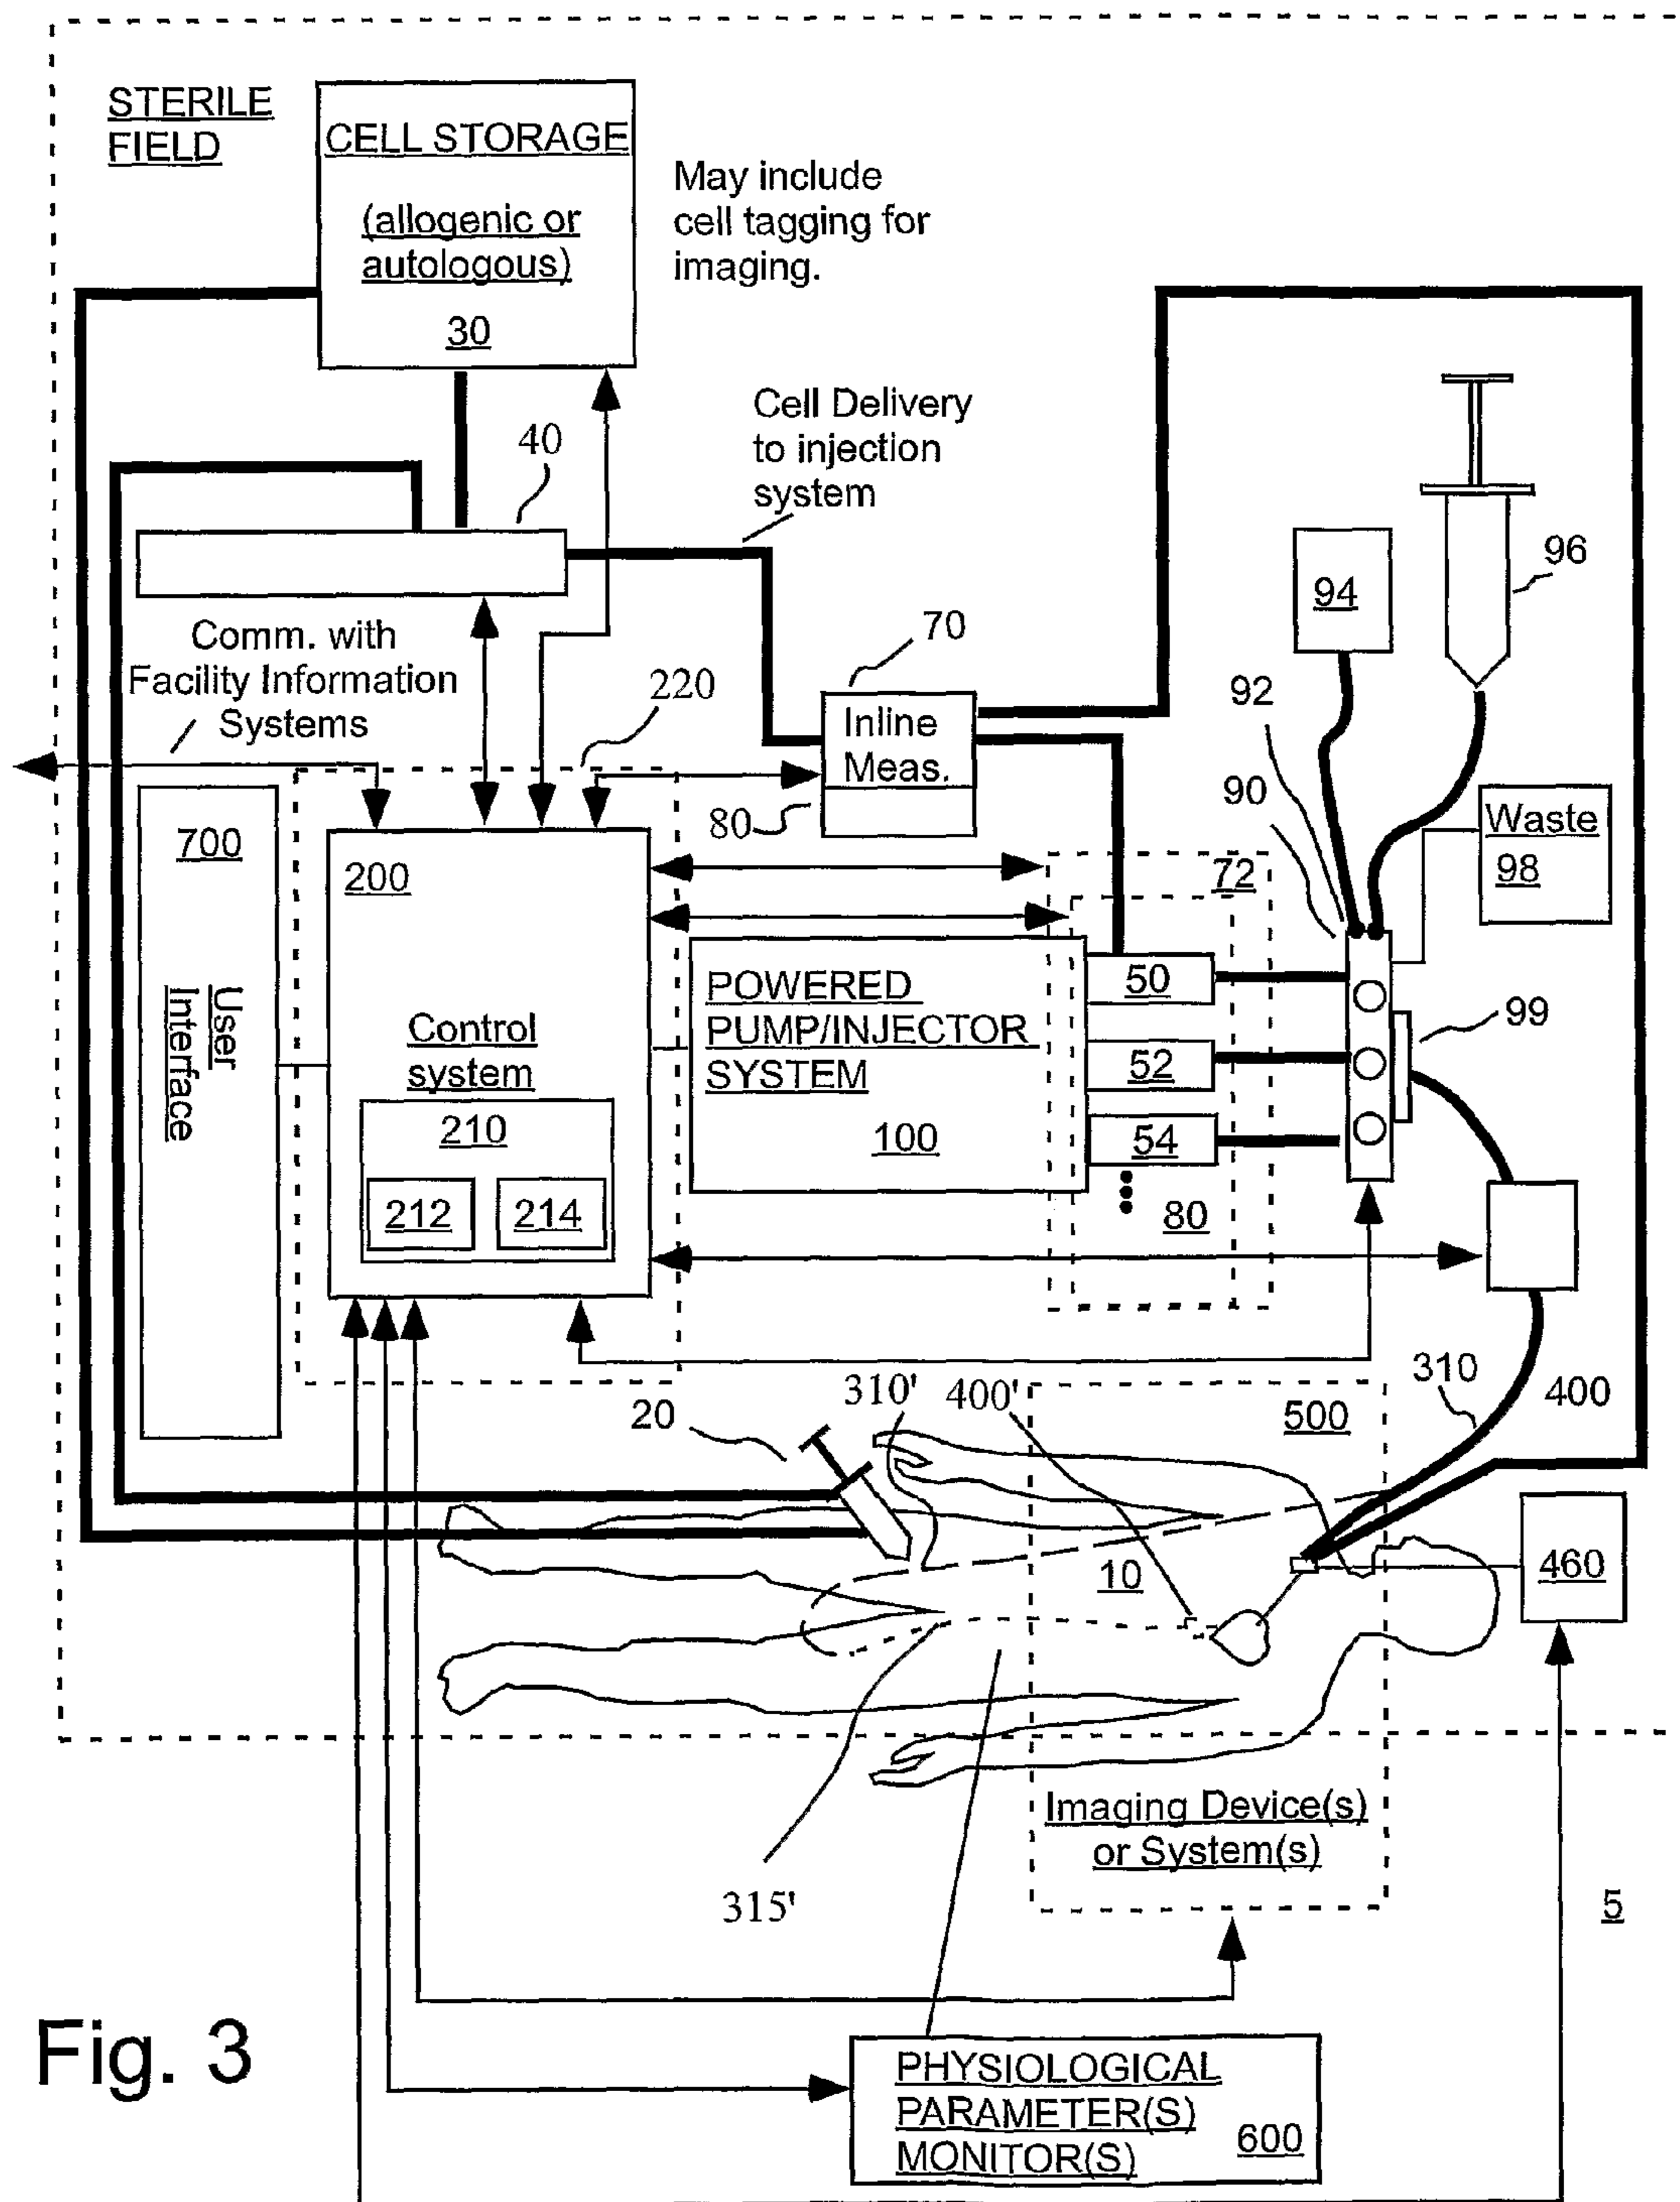 STERILE
FIELD
CELL STORAGE
(allogenic or
autologous)
30
May include
cell tagging for
imaging.
Cell Delivery
to injection
system
40
96
94
Comm. with
Facility Information
Systems
70
220
92
Inline
Meas.
90
80
Waste
98
700
200
72
User
Interface
50
99
POWERED
PUMP/INJECTOR
SYSTEM
Control
system
52
210
100
54
212
214
80
310
400
310'
400'
500
20
10
460
Imaging Device(s)
or System(s)
315'
5
Fig. 3
PHYSIOLOGICAL
PARAMETER(S)
MONITOR(S)
600